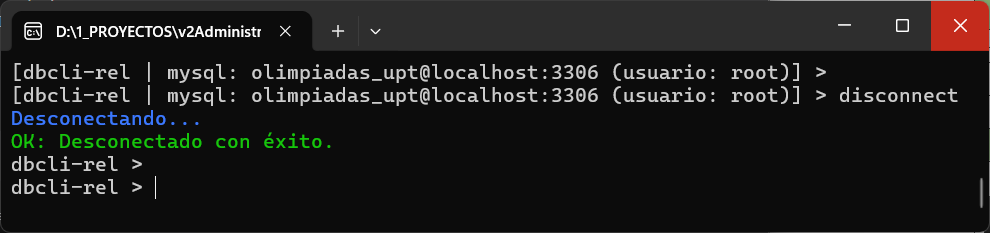 D:\1_PROYECTOS\v2Administr
[dbcli-rel | mysql: olimpiadas_upt@localhost:3306 (usuario: root)] >
[dbcli-rel | mysql: olimpiadas_upt@localhost:3306 (usuario: root)] > disconnect
Desconectando...
OK: Desconectado con éxito.
dbcli-rel >
dbcli-rel >